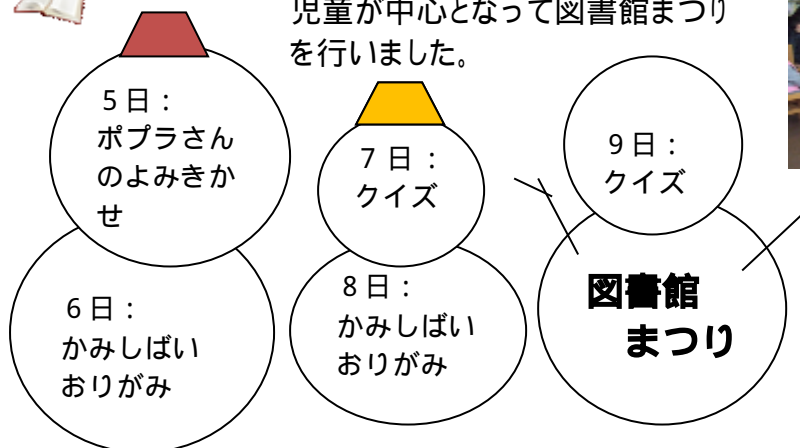 児童が中心となって図書館まつり
を行いました。
５日：
ポプラさん
のよみきか
せ
６日：
かみしばい
おりがみ
７日：
クイズ
８日：
かみしばい
おりがみ
９日：
クイズ
図書館
まつり